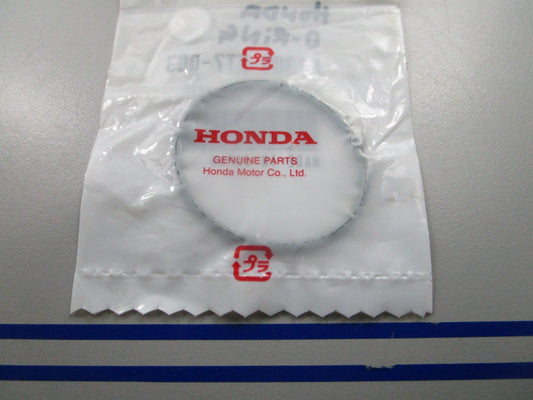 HONDA
O-RING
プラ
HONDA
GENUINE PARTS
Honda Motor Co., Ltd.
プラ